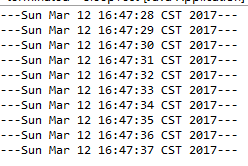 ---Sun Mar 12 16:47:28 CST 2017---
---Sun Mar 12 16:47:29 CST 2017---
---Sun Mar 12 16:47:30 CST 2017---
---Sun Mar 12 16:47:31 CST 2017---
---Sun Mar 12 16:47:32 CST 2017---
---Sun Mar 12 16:47:33 CST 2017---
---Sun Mar 12 16:47:34 CST 2017---
---Sun Mar 12 16:47:35 CST 2017---
---Sun Mar 12 16:47:36 CST 2017---
---Sun Mar 12 16:47:37 CST 2017---